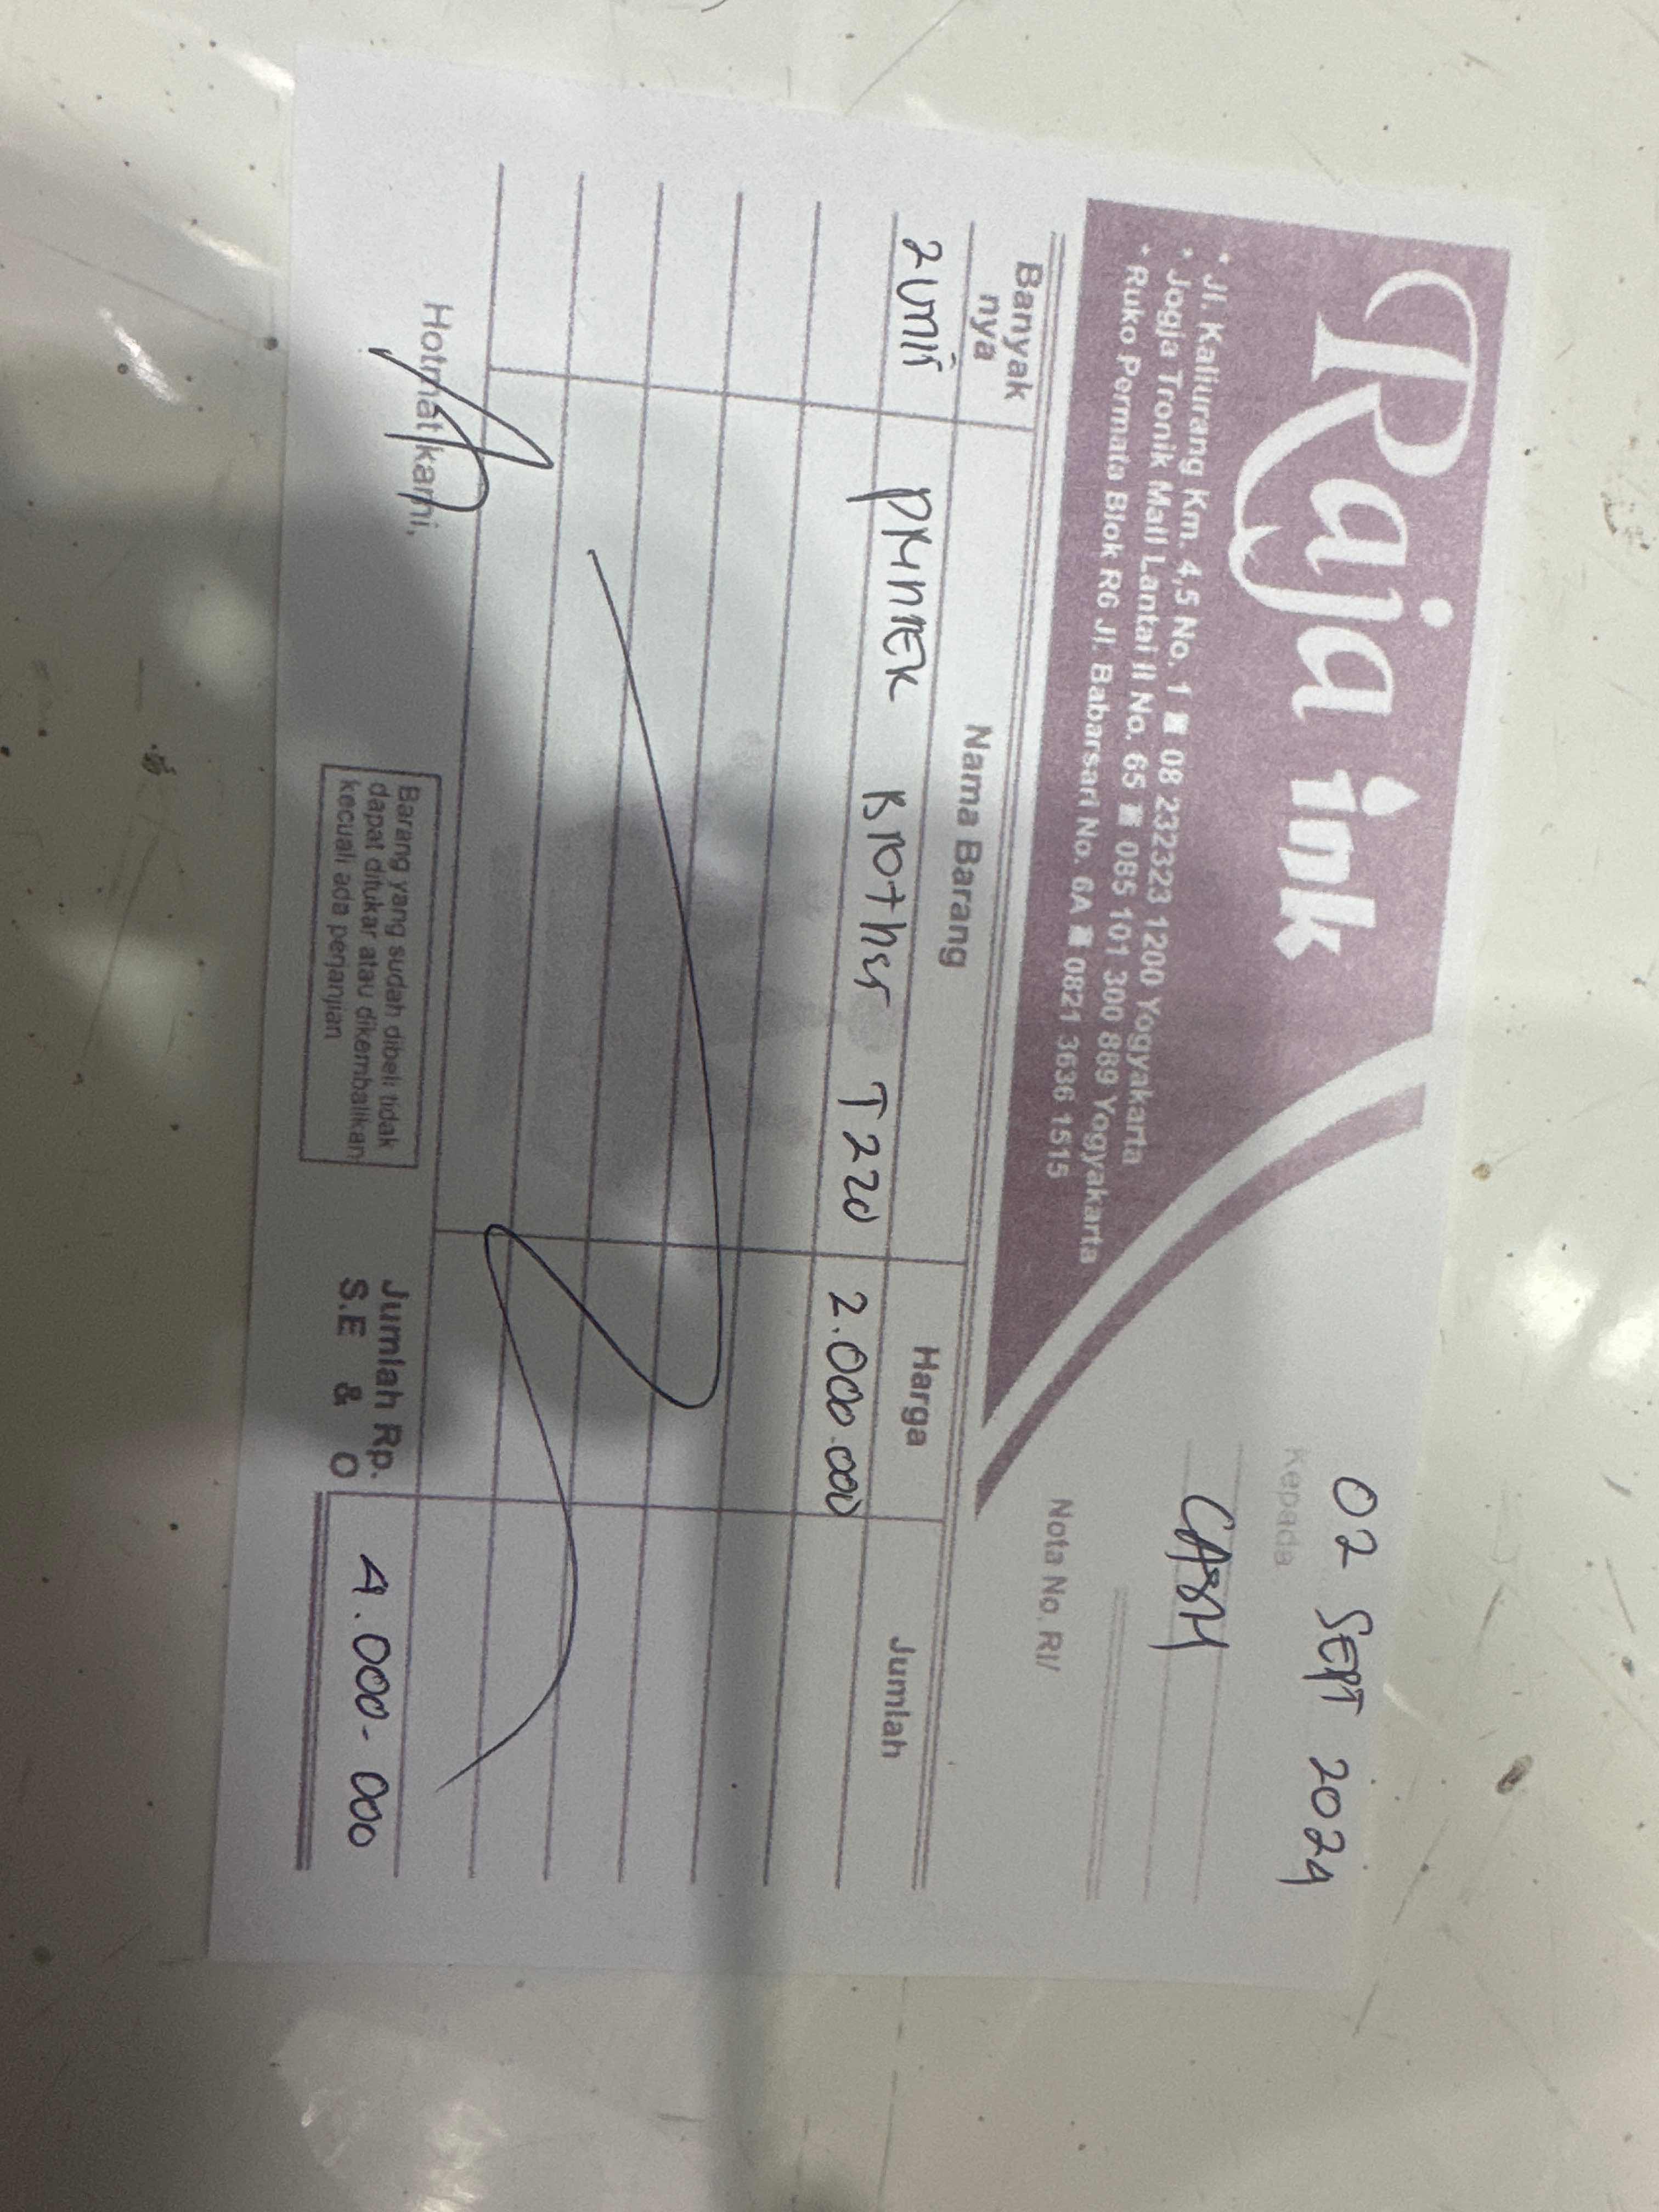 Raja ink
• Jl. Kaliurang Km. 4,5 No. 1 08 232323 1200 Yogyakarta
• Jogja Tronik Mall Lantai II No. 65 085 101 300 889 Yogyakarta
• Ruko Permata Blok R6 Jl. Babarsari No. 6A 0821 3636 1515
02 SEPT 2024
Kepada
CASH
Nota No. RI/
Banyak nya Nama Barang Harga Jumlah
2 Unit Printer Brother T220 2.000.000
Hotmat kami,
Barang yang sudah dibeli tidak
dapat ditukar atau dikembalikan
kecuali ada perjanjian
Jumlah Rp. 4.000.000
S.E & O